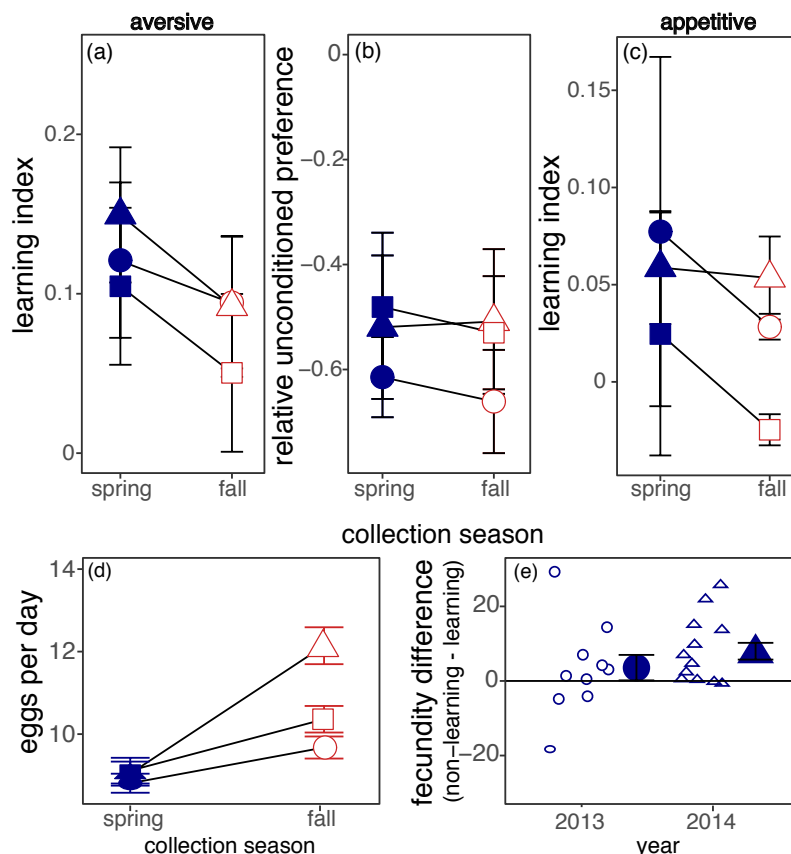 aversive
appetitive
(a)
(b)
(c)
learning index
0.2
0.1
0
spring
fall
relative unconditioned preference
0
−0.2
−0.4
−0.6
spring
fall
learning index
0.15
0.10
0.05
0
spring
fall
collection season
(d)
eggs per day
14
12
10
spring
fall
collection season
(e)
fecundity difference
(non–learning - learning)
20
0
−20
2013
2014
year